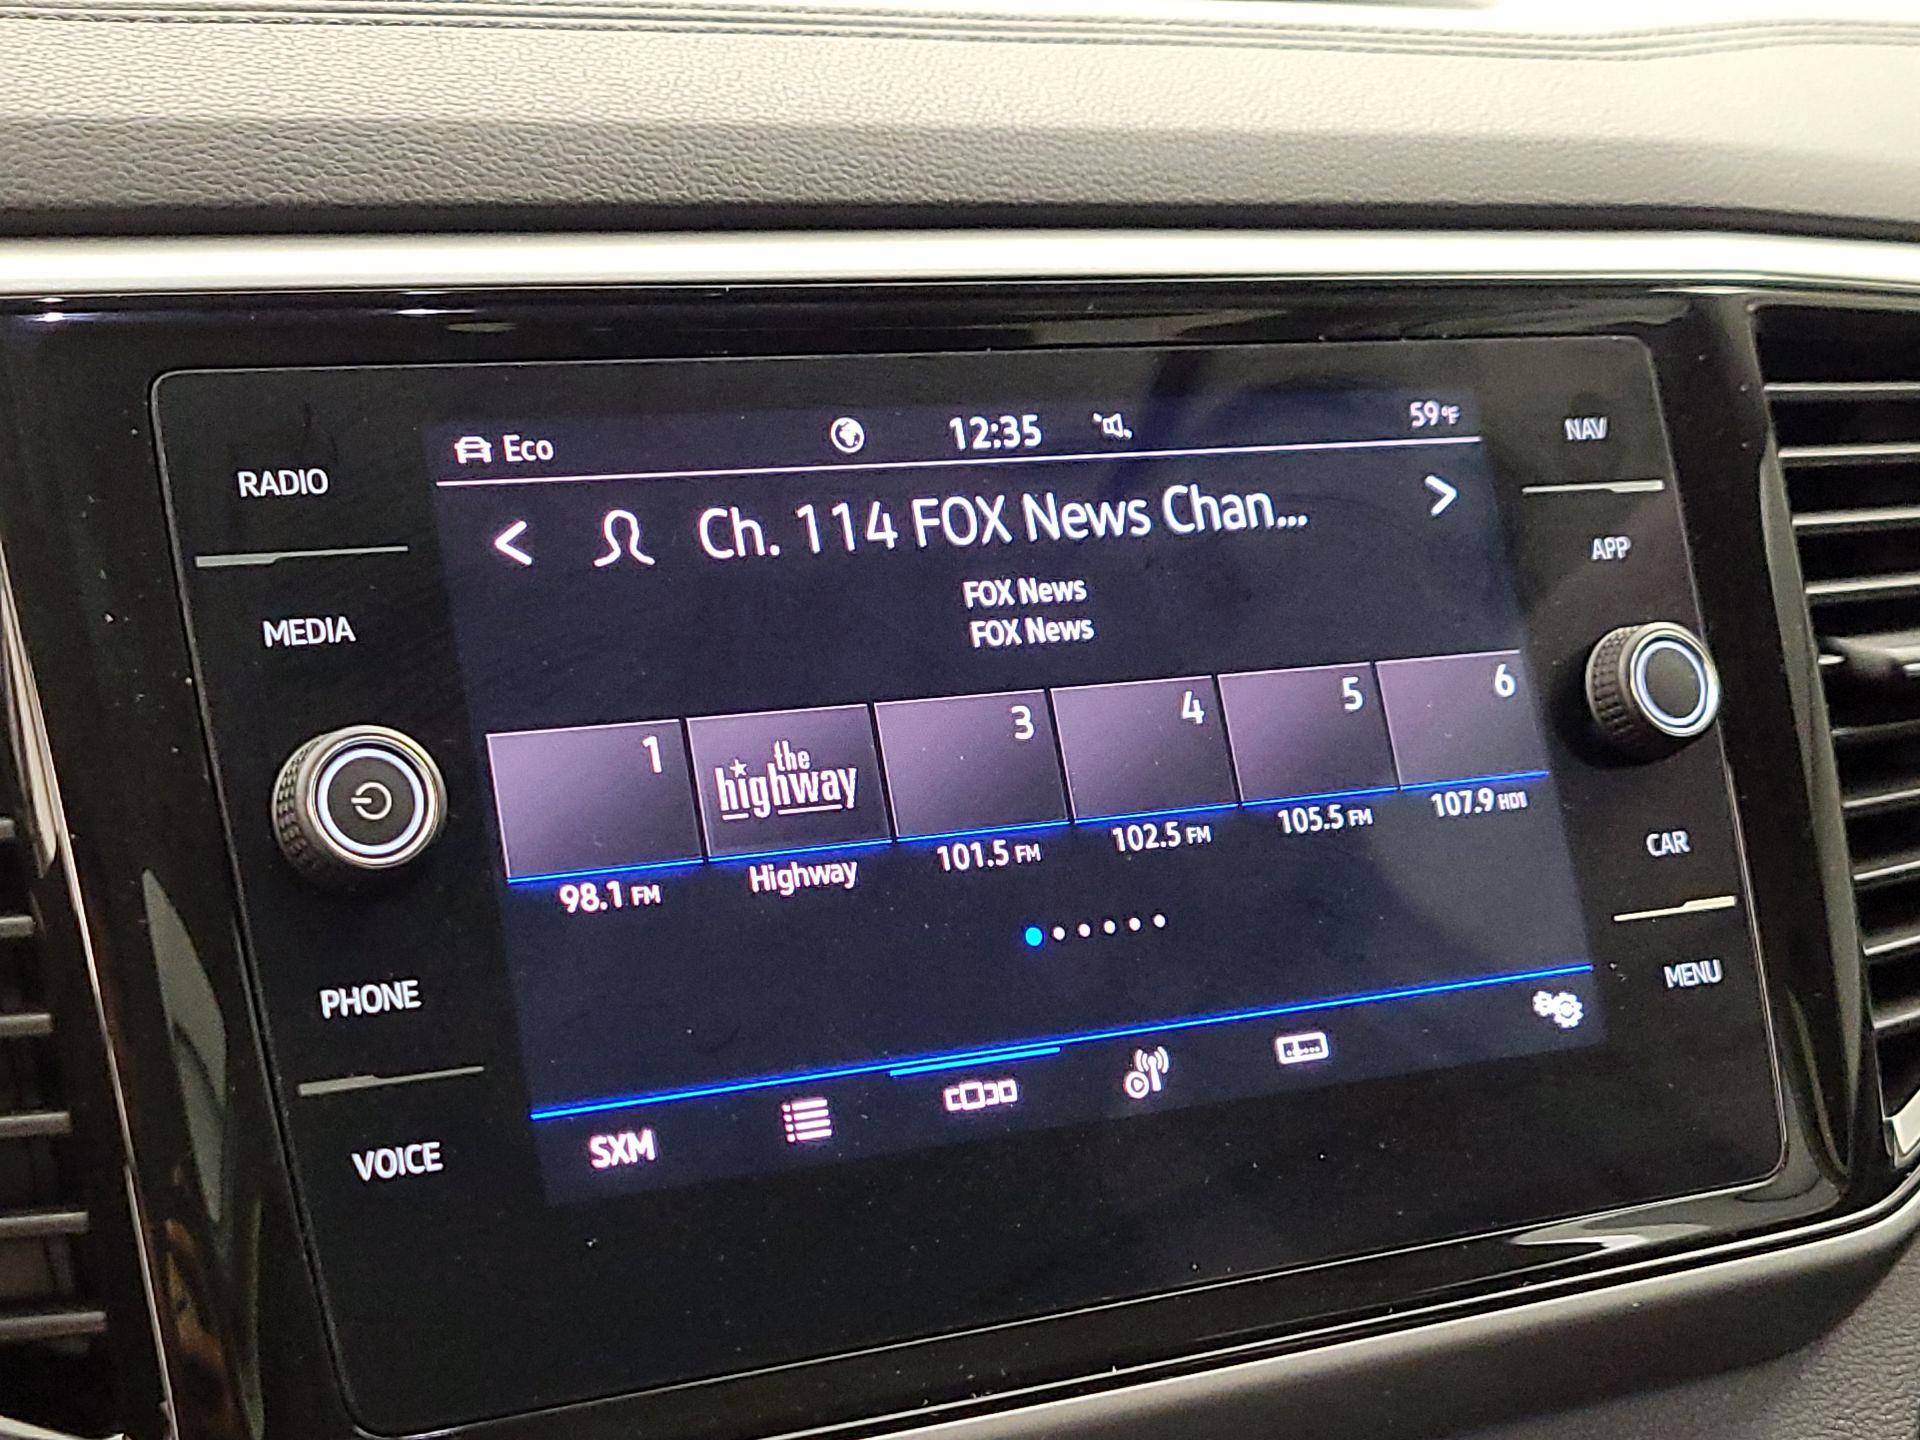 Eco 12:35 59°F
RADIO
NAV
Ch. 114 FOX News Chan...
APP
FOX News
MEDIA
FOX News
1
the
highway
3
4
5
6
98.1 FM
Highway
101.5 FM
102.5 FM
105.5 FM
107.9 HD1
CAR
MENU
PHONE
SXM
VOICE